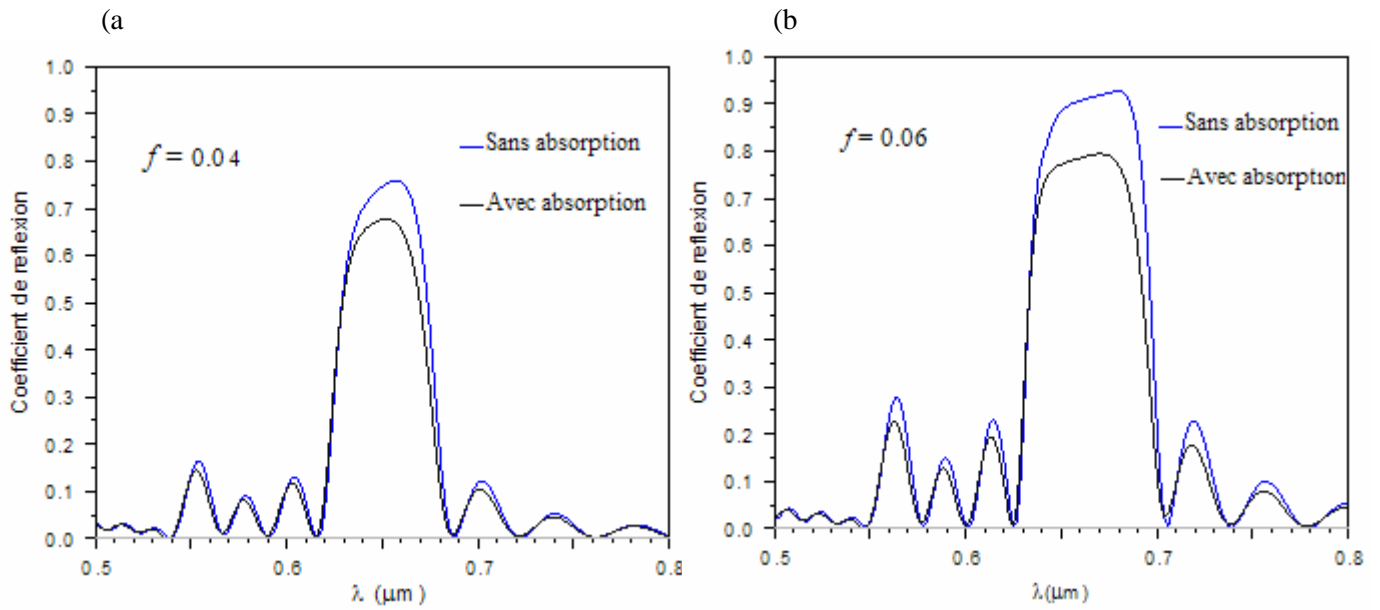 (a
(b
1.0
0.9
0.8
0.7
0.6
0.5
0.4
0.3
0.2
0.1
0.0
Coefficient de reflexion
f = 0.04
Sans absorption
Avec absorption
0.5
0.6
0.7
0.8
λ (µm)
1.0
0.9
0.8
0.7
0.6
0.5
0.4
0.3
0.2
0.1
0.0
Coefficient de reflexion
f = 0.06
Sans absorption
Avec absorption
0.5
0.6
0.7
0.8
λ(µm)